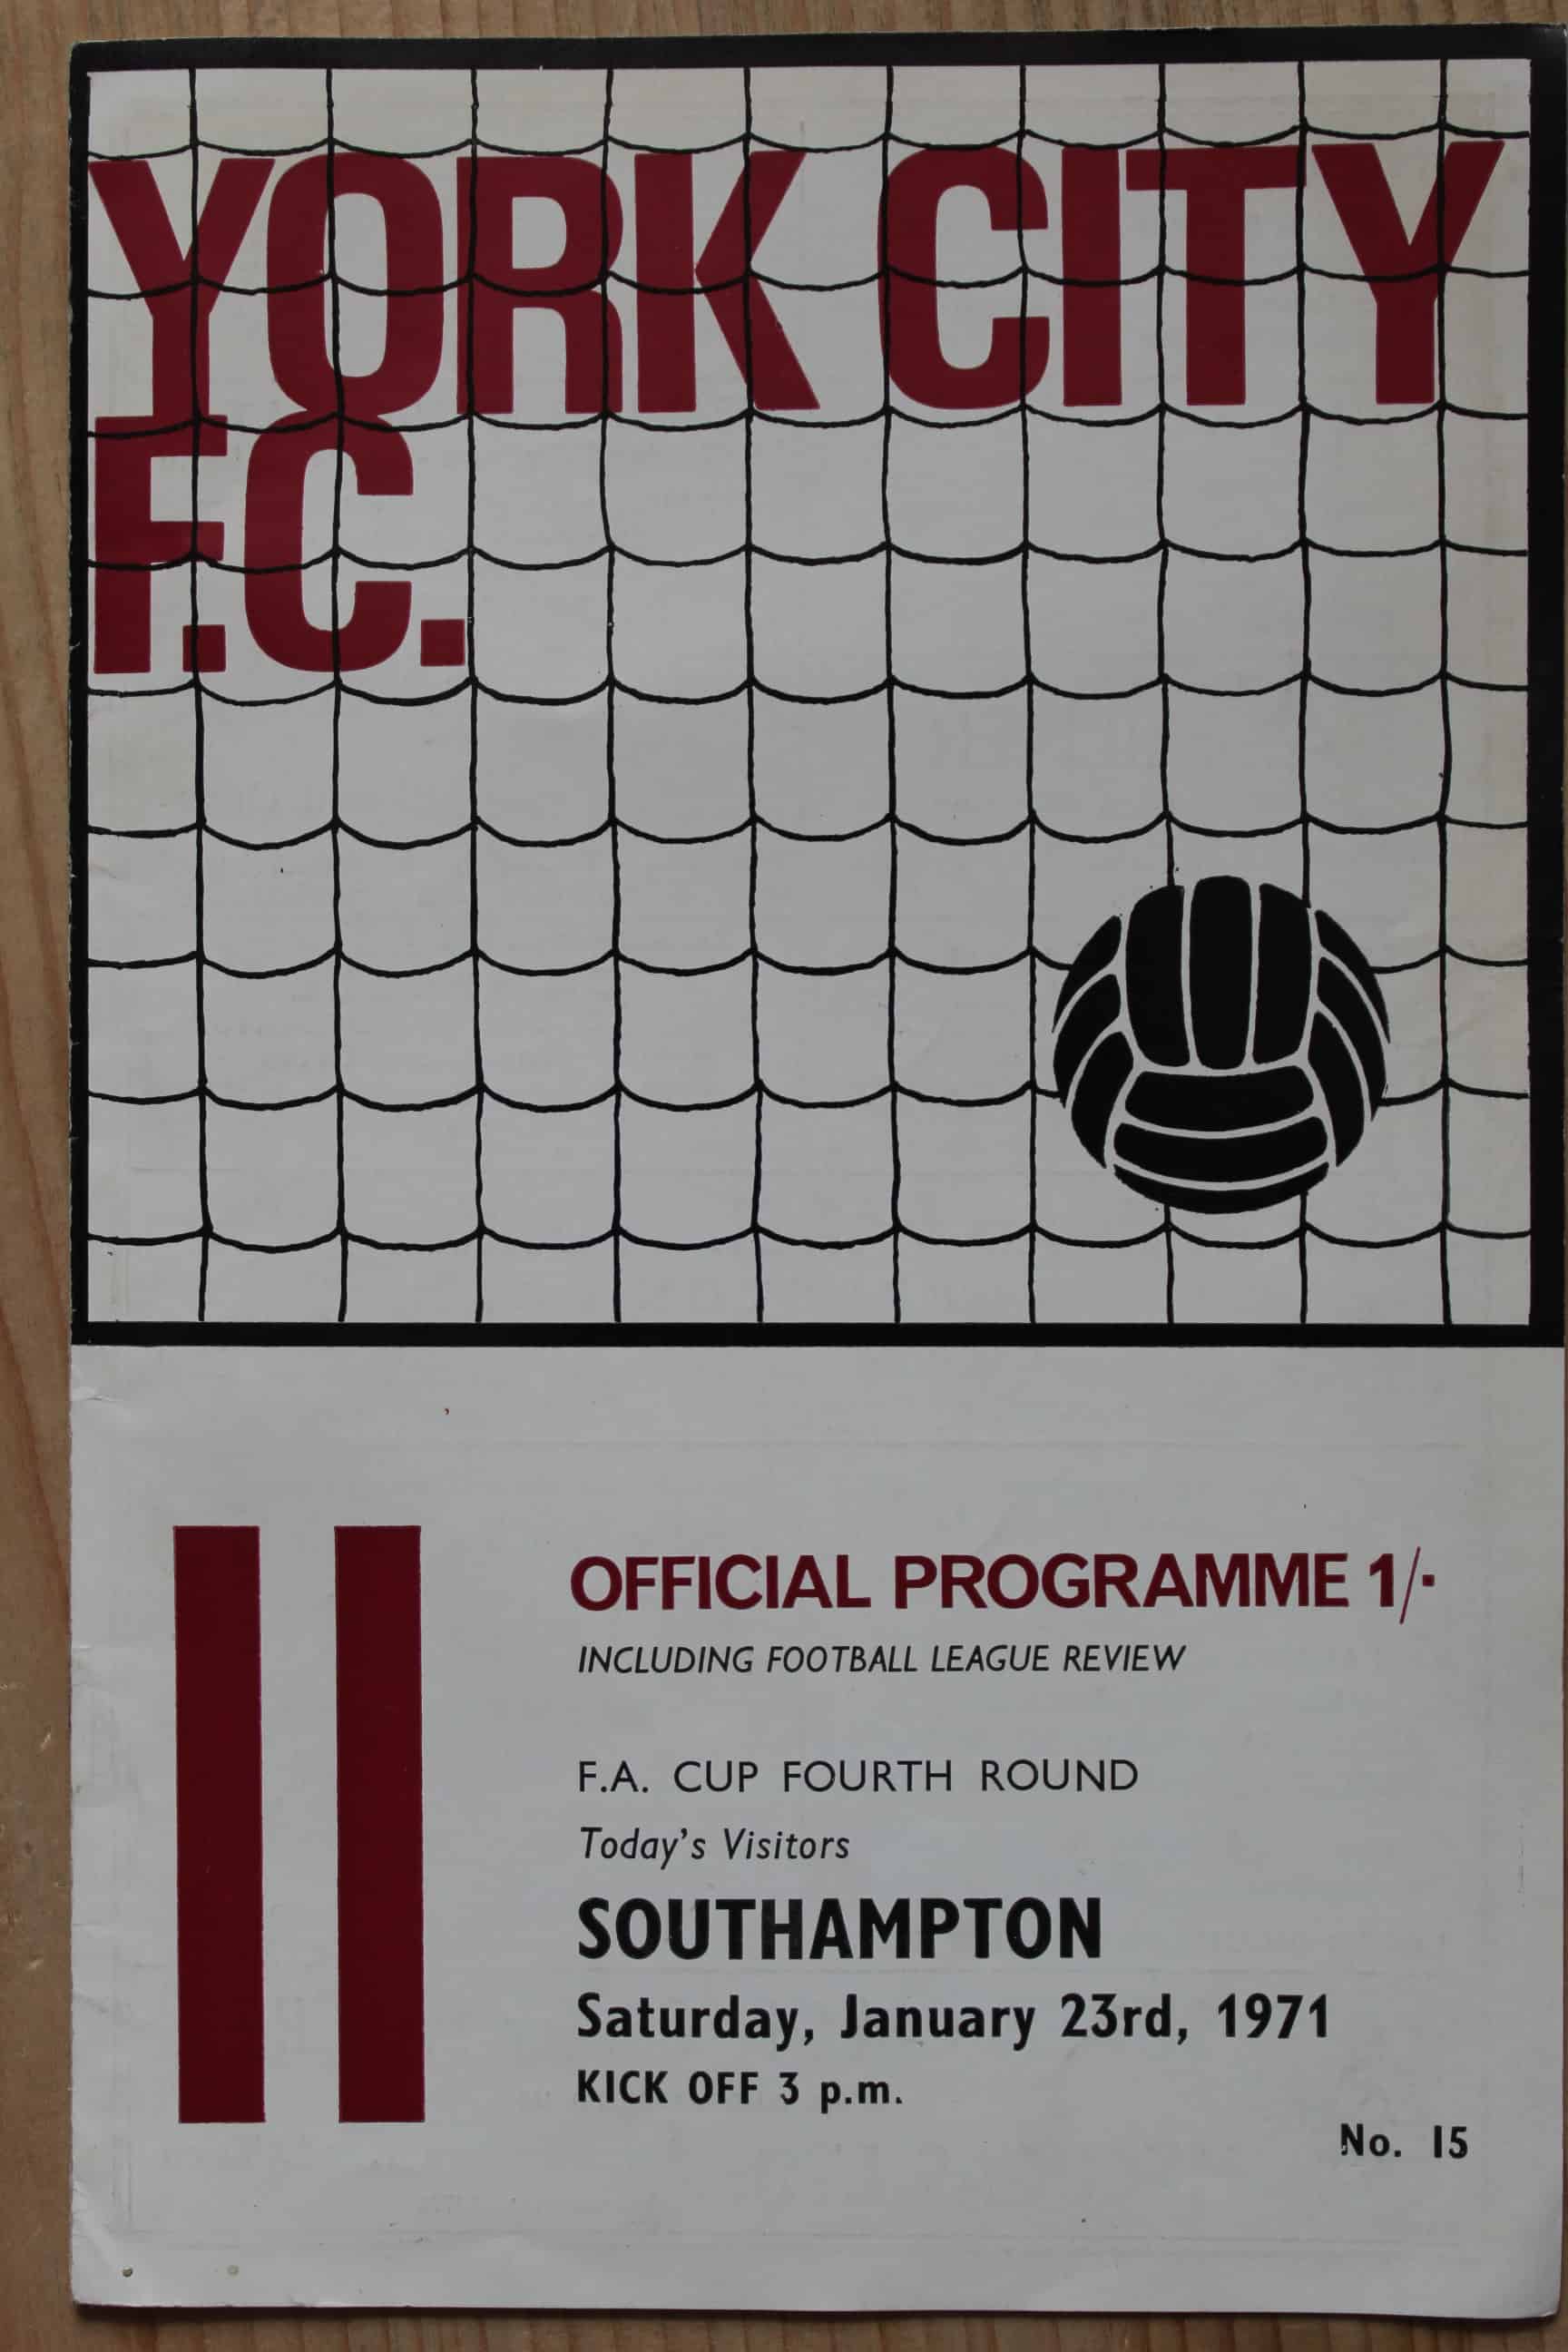 YORK CITY
F.C.
OFFICIAL PROGRAMME 1/-
INCLUDING FOOTBALL LEAGUE REVIEW
F.A. CUP FOURTH ROUND
Today's Visitors
SOUTHAMPTON
Saturday, January 23rd, 1971
KICK OFF 3 p.m.
No. 15